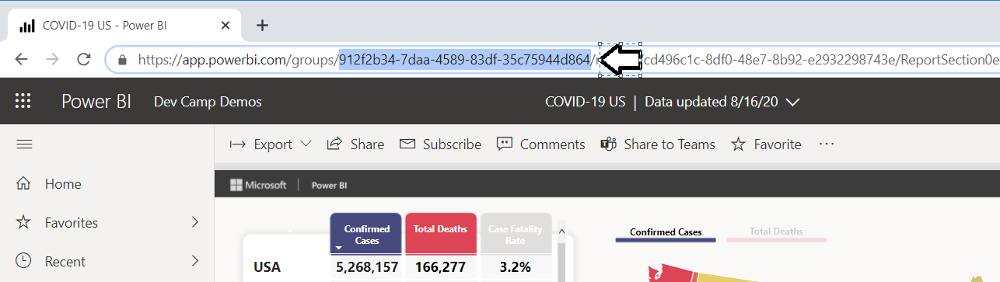 COVID-19 US - Power BI
https://app.powerbi.com/groups/912f2b34-7daa-4589-83df-35c75944d864/ /cd496c1c-8df0-48e7-8b92-e2932298743e/ReportSection0e
Power BI Dev Camp Demos COVID-19 US | Data updated 8/16/20
Export Share Subscribe Comments Share to Teams Favorite ...
Home
Microsoft | Power BI
Favorites
Recent
Confirmed Cases
Total Deaths
Case Fatality Rate
USA 5,268,157 166,277 3.2%
Confirmed Cases Total Deaths